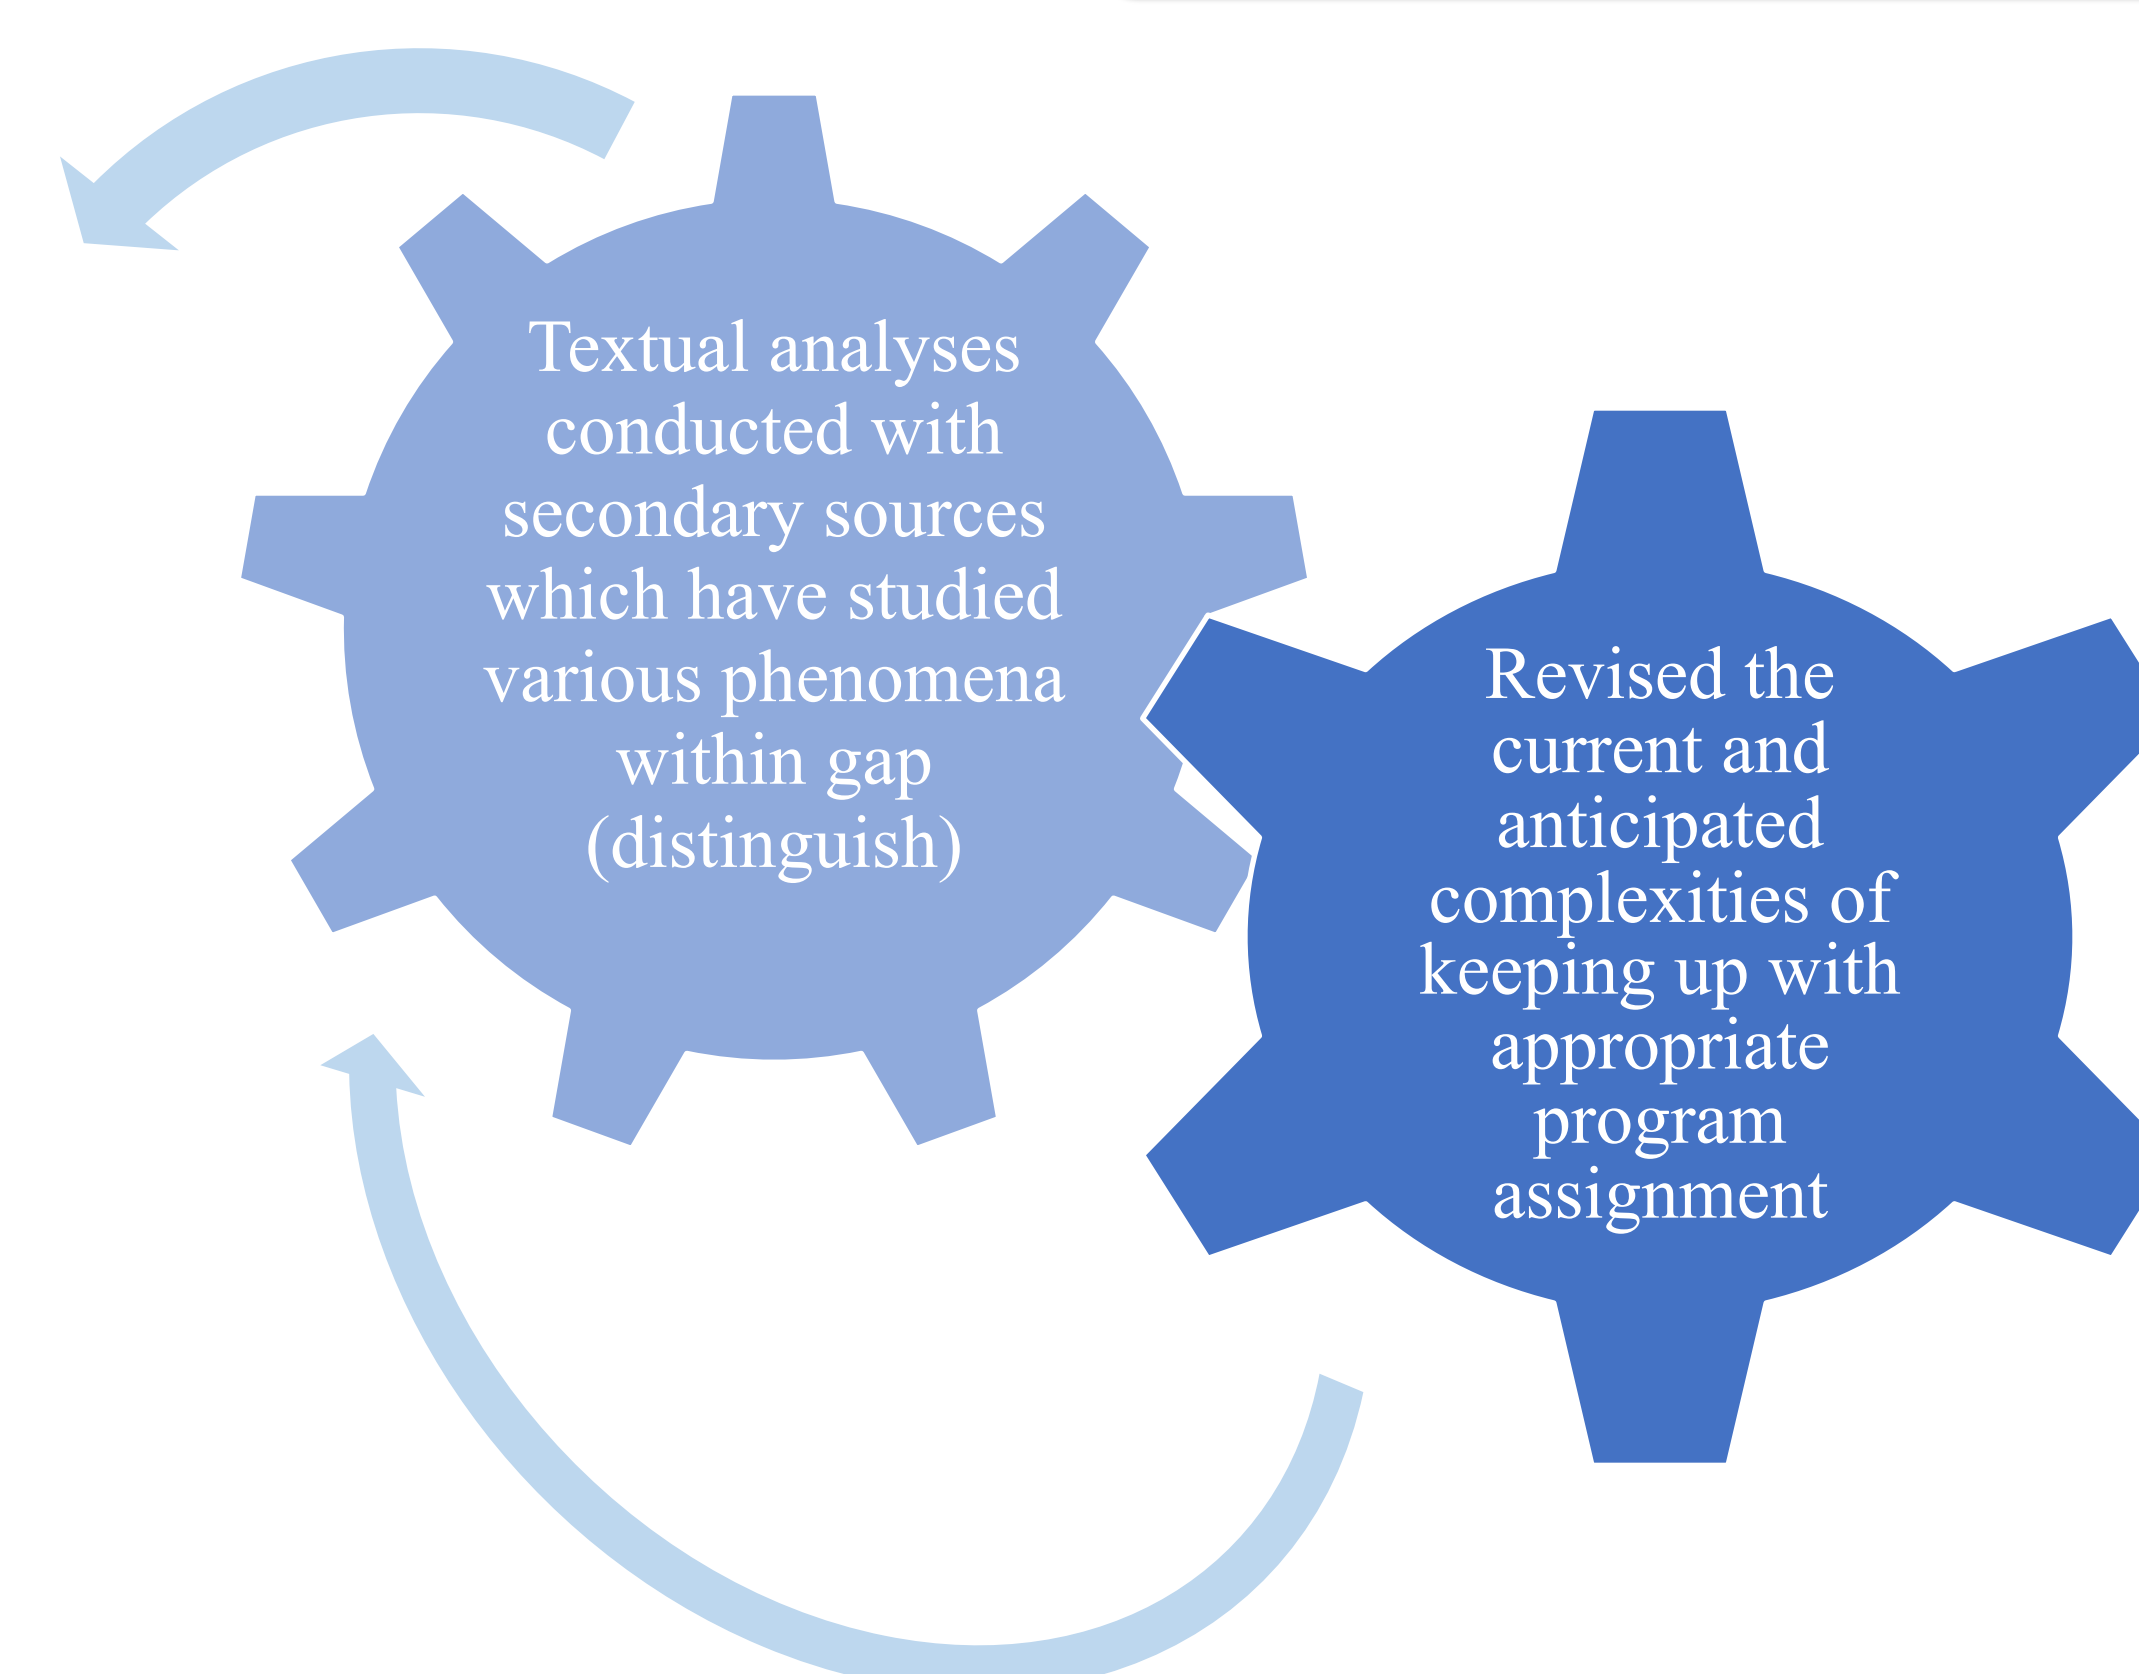 Textual analyses
conducted with
secondary sources
which have studied
various phenomena
within gap
(distinguish)
Revised the
current and
anticipated
complexities of
keeping up with
appropriate
program
assignment